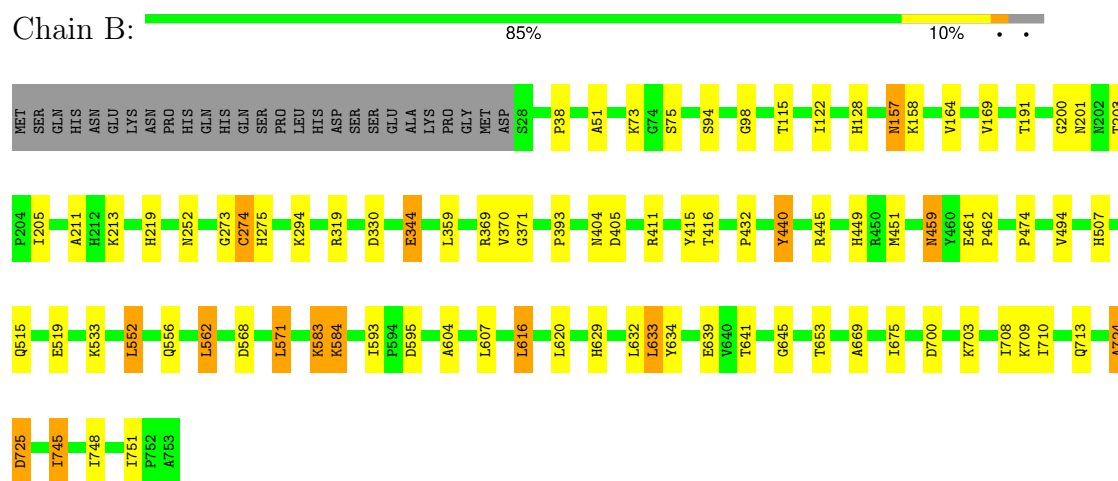 Chain B:
85% 10% • •
MET SER GLN HIS ASN GLU LYS ASN PRO HIS GLN HIS GLN SER PRO LEU HIS ASP SER SER GLU ALA LYS PRO GLY MET ASP S28 P38 A51 K73 G74 S75 S94 G98 T115 I122 H128 N157 K158 V164 V169 T191 G200 N201 N202 T203
P204 I205 A211 H212 K213 H219 N252 G273 C274 H275 K294 R319 D330 E344 L359 R369 V370 G371 P393 N404 D405 R411 Y415 T416 P432 Y440 R445 H449 R450 M451 N459 Y460 E461 P462 P474 V494 H507
Q515 E519 K533 L552 Q556 L562 D568 L571 K583 K584 I593 P594 D595 A604 L607 L616 L620 H629 L632 L633 Y634 E639 V640 T641 G645 T653 A669 I675 D700 K703 I708 K709 I710 Q713 A724
D725 I745 I748 I751 P752 A753